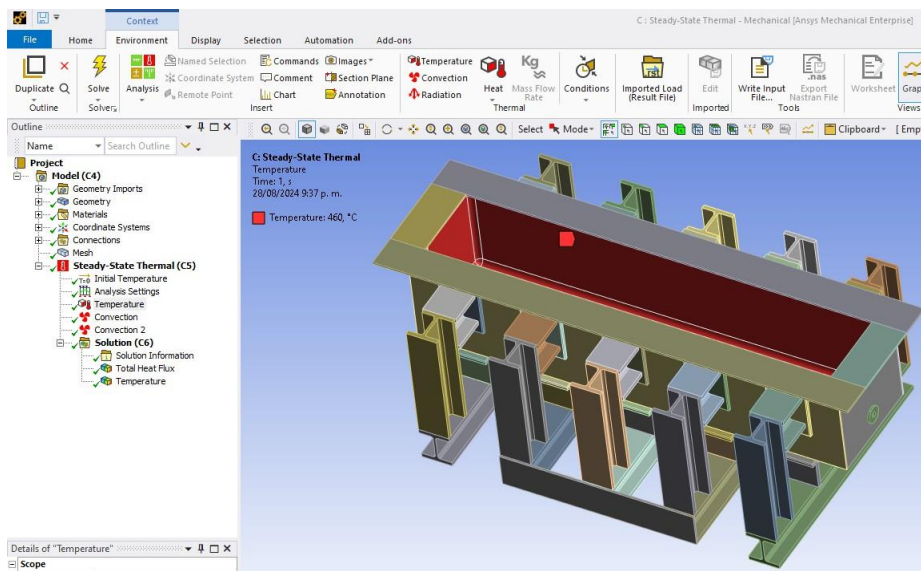 Context
C : Steady-State Thermal - Mechanical [Ansys Mechanical Enterprise]
File Home Environment Display Selection Automation Add-ons
Duplicate
Outline
Solve
Solvers
Analysis
Named Selection
Coordinate System
Remote Point
Commands
Comment
Chart
Images
Section Plane
Annotation
Insert
Temperature
Convection
Radiation
Heat
Kg
Mass Flow
Rate
Thermal
Conditions
Imported Load
(Result File)
Edit
Imported
Write Input
File...
.nas
Export
Nastran File
Tools
Worksheet
Grap
Views
Outline
Name Search Outline
Select Mode Clipboard [ Emp
Project
Model (C4)
Geometry Imports
Geometry
Materials
Coordinate Systems
Connections
Mesh
Steady-State Thermal (C5)
Initial Temperature
Analysis Settings
Temperature
Convection
Convection 2
Solution (C6)
Solution Information
Total Heat Flux
Temperature
C: Steady-State Thermal
Temperature
Time: 1, s
28/08/2024 9:37 p. m.
Temperature: 460, °C
Details of "Temperature"
Scope